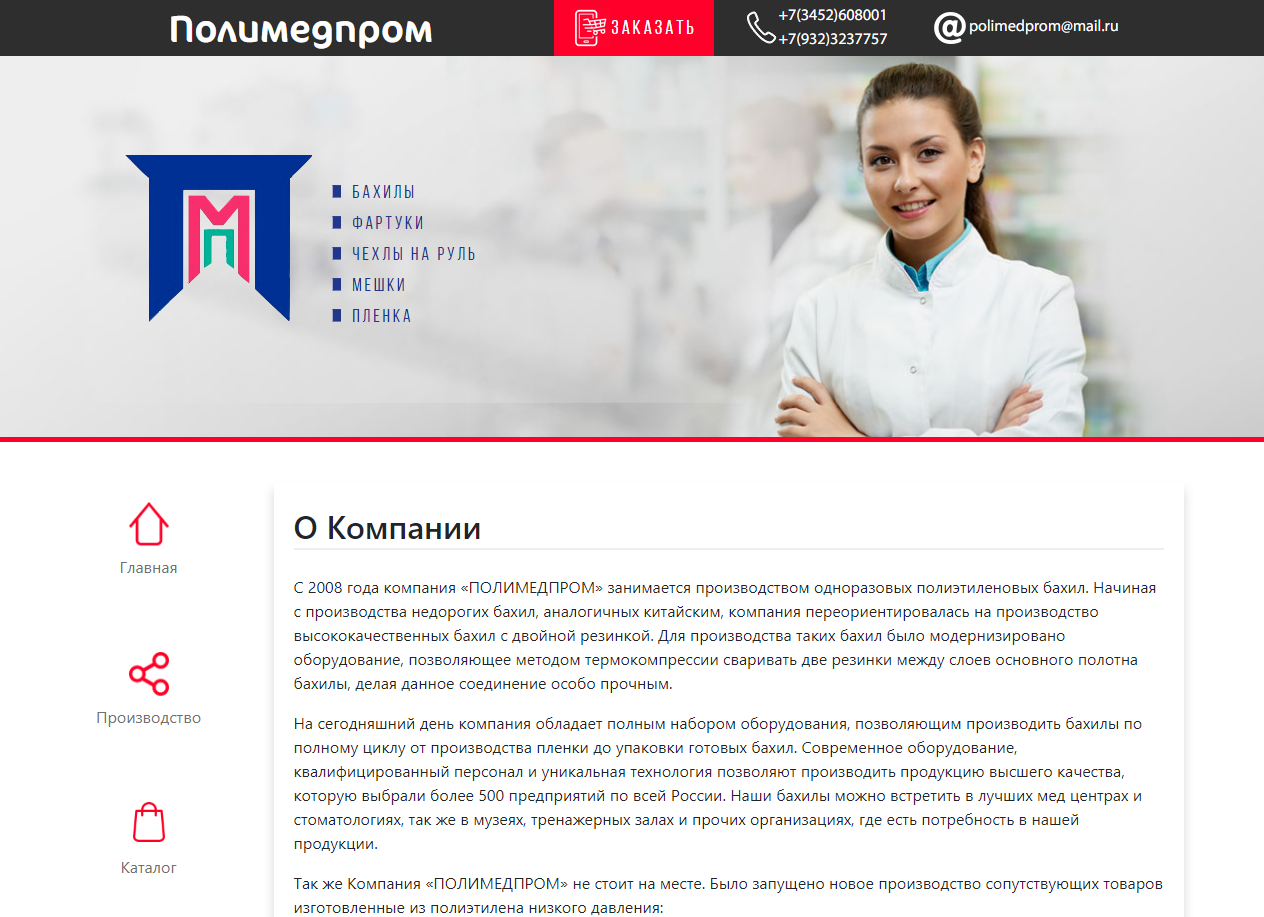 Полимедпром
ЗАКАЗАТЬ
+7(3452)608001
+7(932)3237757
polimedprom@mail.ru
БАХИЛЫ
ФАРТУКИ
ЧЕХЛЫ НА РУЛЬ
МЕШКИ
ПЛЕНКА
П М П
Главная
Производство
Каталог
О Компании
С 2008 года компания «ПОЛИМЕДПРОМ» занимается производством одноразовых полиэтиленовых бахил. Начиная
с производства недорогих бахил, аналогичных китайским, компания переориентировалась на производство
высококачественных бахил с двойной резинкой. Для производства таких бахил было модернизировано
оборудование, позволяющее методом термокомпрессии сваривать две резинки между слоев основного полотна
бахилы, делая данное соединение особо прочным.
На сегодняшний день компания обладает полным набором оборудования, позволяющим производить бахилы по
полному циклу от производства пленки до упаковки готовых бахил. Современное оборудование,
квалифицированный персонал и уникальная технология позволяют производить продукцию высшего качества,
которую выбрали более 500 предприятий по всей России. Наши бахилы можно встретить в лучших мед центрах и
стоматологиях, так же в музеях, тренажерных залах и прочих организациях, где есть потребность в нашей
продукции.
Так же Компания «ПОЛИМЕДПРОМ» не стоит на месте. Было запущено новое производство сопутствующих товаров
изготовленные из полиэтилена низкого давления: